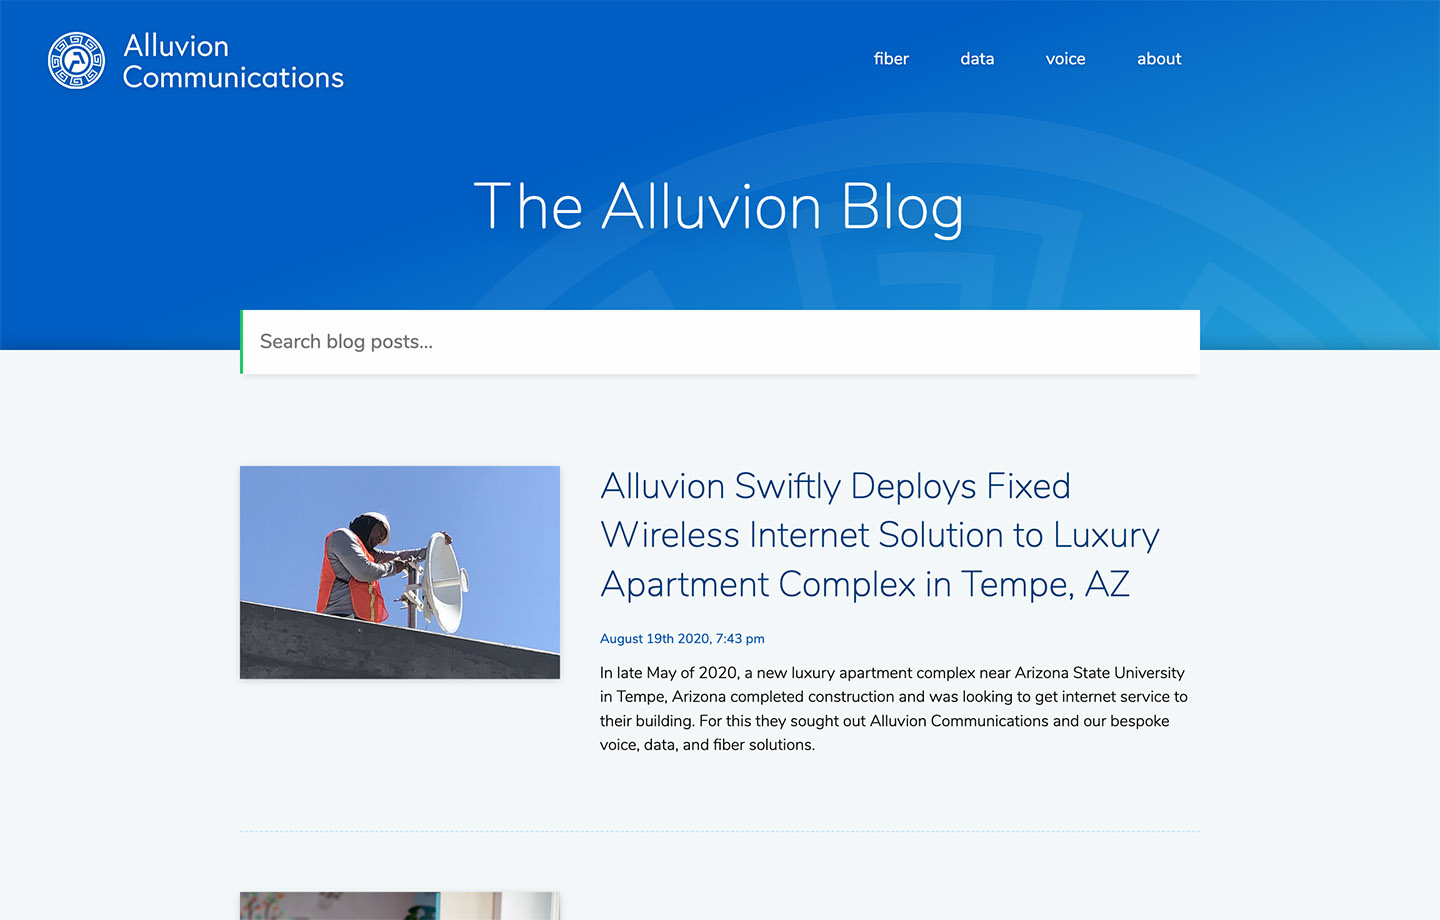 Alluvion
Communications
fiber data voice about
The Alluvion Blog
Search blog posts...
Alluvion Swiftly Deploys Fixed
Wireless Internet Solution to Luxury
Apartment Complex in Tempe, AZ
August 19th 2020, 7:43 pm
In late May of 2020, a new luxury apartment complex near Arizona State University
in Tempe, Arizona completed construction and was looking to get internet service to
their building. For this they sought out Alluvion Communications and our bespoke
voice, data, and fiber solutions.